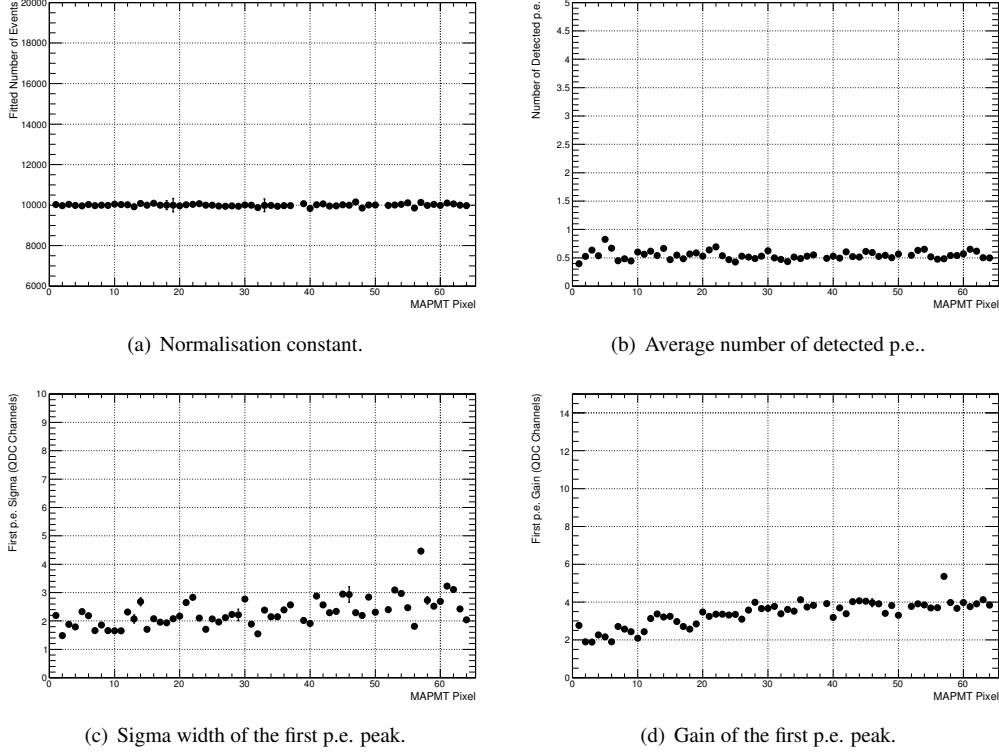 Fitted Number of Events
20000
18000
16000
14000
12000
10000
8000
6000
0 10 20 30 40 50 60
MAPMT Pixel
(a) Normalisation constant.
Number of Detected p.e.
5
4.5
4
3.5
3
2.5
2
1.5
1
0.5
0
0 10 20 30 40 50 60
MAPMT Pixel
(b) Average number of detected p.e..
First p.e. Sigma (QDC Channels)
10
9
8
7
6
5
4
3
2
1
0
0 10 20 30 40 50 60
MAPMT Pixel
(c) Sigma width of the first p.e. peak.
First p.e. Gain (QDC Channels)
14
12
10
8
6
4
2
0
0 10 20 30 40 50 60
MAPMT Pixel
(d) Gain of the first p.e. peak.